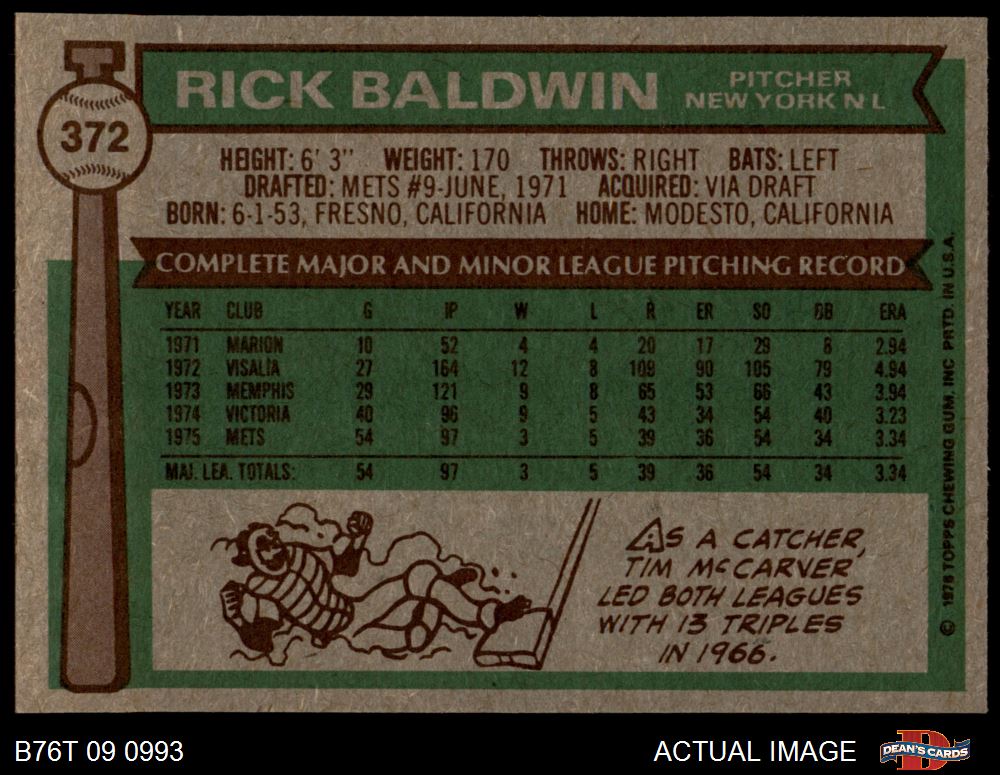 372
RICK BALDWIN
PITCHER
NEW YORK N L
HEIGHT: 6' 3" WEIGHT: 170 THROWS: RIGHT BATS: LEFT
DRAFTED: METS #9-JUNE, 1971 ACQUIRED: VIA DRAFT
BORN: 6-1-53, FRESNO, CALIFORNIA HOME: MODESTO, CALIFORNIA
COMPLETE MAJOR AND MINOR LEAGUE PITCHING RECORD
YEAR CLUB G IP W L R ER SO BB ERA
1971 MARION 10 52 4 4 20 17 29 8 2.94
1972 VISALIA 27 164 12 8 109 90 105 79 4.94
1973 MEMPHIS 29 121 9 8 65 53 66 43 3.94
1974 VICTORIA 40 96 9 5 43 34 54 40 3.23
1975 METS 54 97 3 5 39 36 54 34 3.34
MAJ. LEA. TOTALS: 54 97 3 5 39 36 54 34 3.34
AS A CATCHER,
TIM McCARVER
LED BOTH LEAGUES
WITH 13 TRIPLES
IN 1966.
© 1976 TOPPS CHEWING GUM, INC PRTD. IN U.S.A.
B76T 09 0993
ACTUAL IMAGE
DEAN'S CARDS